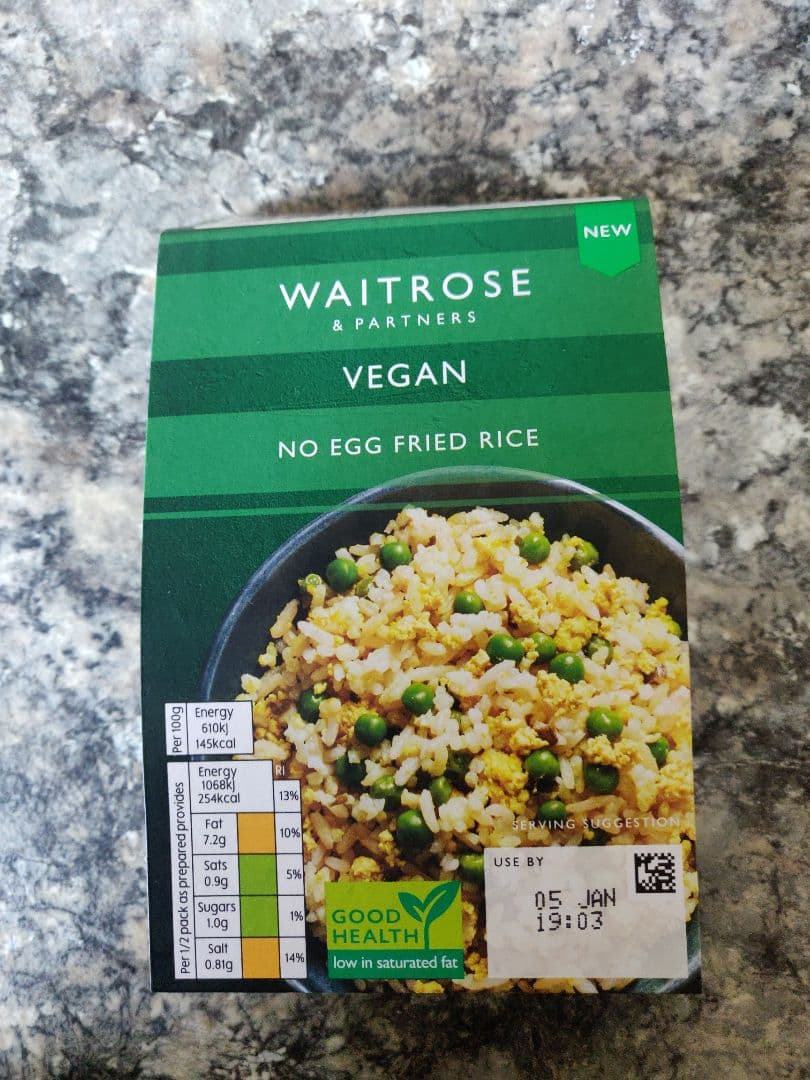 NEW
WAITROSE
& PARTNERS
VEGAN
NO EGG FRIED RICE
Per 100g
Energy
610kJ
145kcal
Per 1/2 pack as prepared provides
RI
Energy
1068kJ
254kcal
13%
Fat
7.2g
10%
Sats
0.9g
5%
Sugars
1.0g
1%
Salt
0.81g
14%
SERVING SUGGESTION
GOOD
HEALTH
low in saturated fat
USE BY
05 JAN
19:03